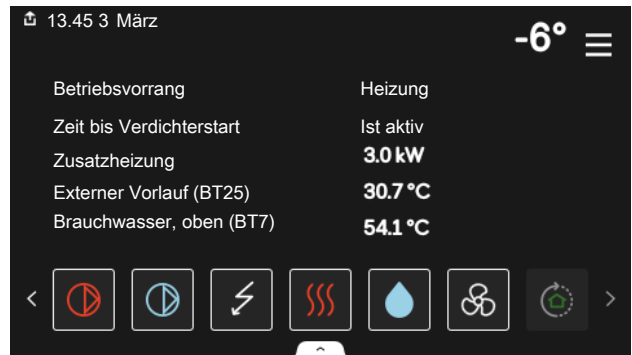 13.45 3 März
-6°
Betriebsvorrang Heizung
Zeit bis Verdichterstart Ist aktiv
Zusatzheizung 3.0 kW
Externer Vorlauf (BT25) 30.7 °C
Brauchwasser, oben (BT7) 54.1 °C